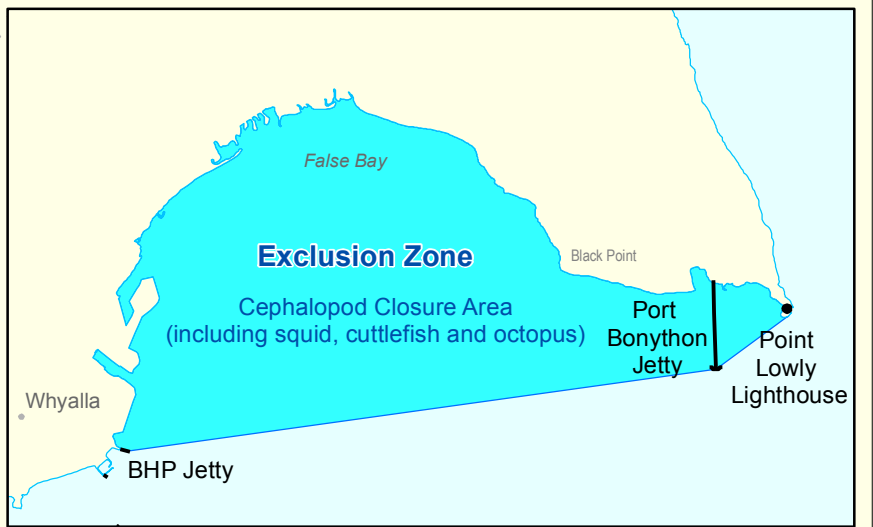 False Bay
Exclusion Zone
Black Point
Cephalopod Closure Area
(including squid, cuttlefish and octopus)
Port
Bonython
Jetty
Point
Lowly
Lighthouse
Whyalla
BHP Jetty